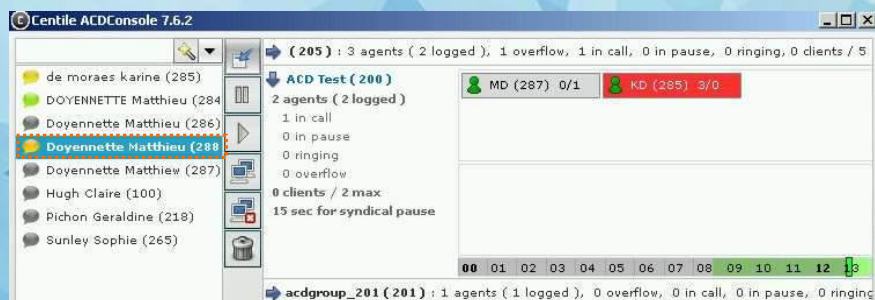 Centile ACDConsole 7.6.2
(205) : 3 agents ( 2 logged ), 1 overflow, 1 in call, 0 in pause, 0 ringing, 0 clients / 5
de moraes karine (285)
DOYENNETTE Matthieu (284
Doyennette Matthieu (286)
Doyennette Matthieu (288
Doyennette Matthiew (287)
Hugh Claire (100)
Pichon Geraldine (218)
Sunley Sophie (265)
ACD Test ( 200 )
2 agents ( 2 logged )
1 in call
0 in pause
0 ringing
0 overflow
0 clients / 2 max
15 sec for syndical pause
MD (287) 0/1
KD (285) 3/0
00 01 02 03 04 05 06 07 08 09 10 11 12 13
acdgroup_201 ( 201 ) : 1 agents ( 1 logged ), 0 overflow, 0 in call, 0 in pause, 0 ringing